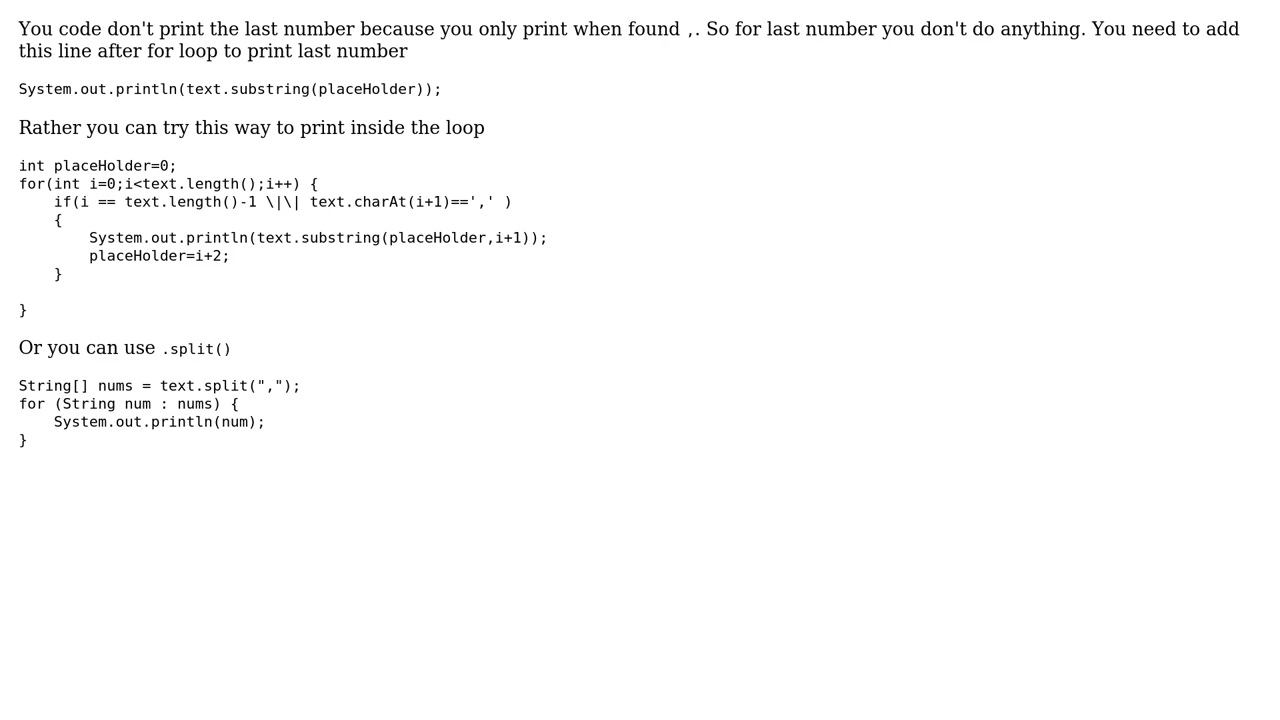 You code don't print the last number because you only print when found ,. So for last number you don't do anything. You need to add
this line after for loop to print last number
System.out.println(text.substring(placeHolder));
Rather you can try this way to print inside the loop
int placeHolder=0;
for(int i=0;i<text.length();i++) {
    if(i == text.length()-1 \|\| text.charAt(i+1)==',' )
    {
        System.out.println(text.substring(placeHolder,i+1));
        placeHolder=i+2;
    }
}
Or you can use .split()
String[] nums = text.split(",");
for (String num : nums) {
    System.out.println(num);
}